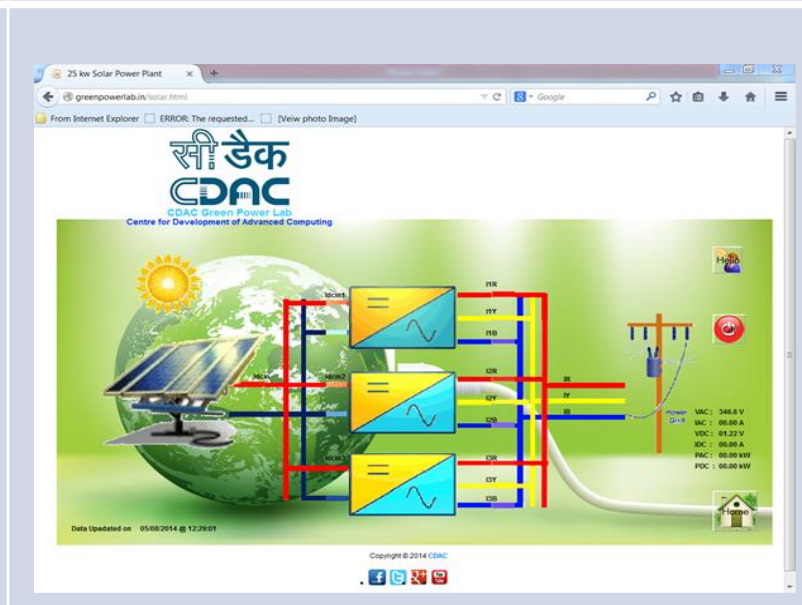 25 kw Solar Power Plant
greenpowerlab.in/solar.html
Google
From Internet Explorer
ERROR: The requested...
[Veiw photo Image]
सी डैक
CDAC
CDAC Green Power Lab
Centre for Development of Advanced Computing
Hello
Idcin1
I1R
I1Y
I1B
Idcin2
I2R
I2Y
I2B
IR
IY
IB
Power Grid
VAC : 346.6 V
IAC : 00.00 A
VDC : 01.22 V
IDC : 00.00 A
PAC : 00.00 kW
PDC : 00.00 kW
I3R
I3Y
I3B
Home
Data Upadated on 05/08/2014 @ 12:29:01
Copyright © 2014 CDAC